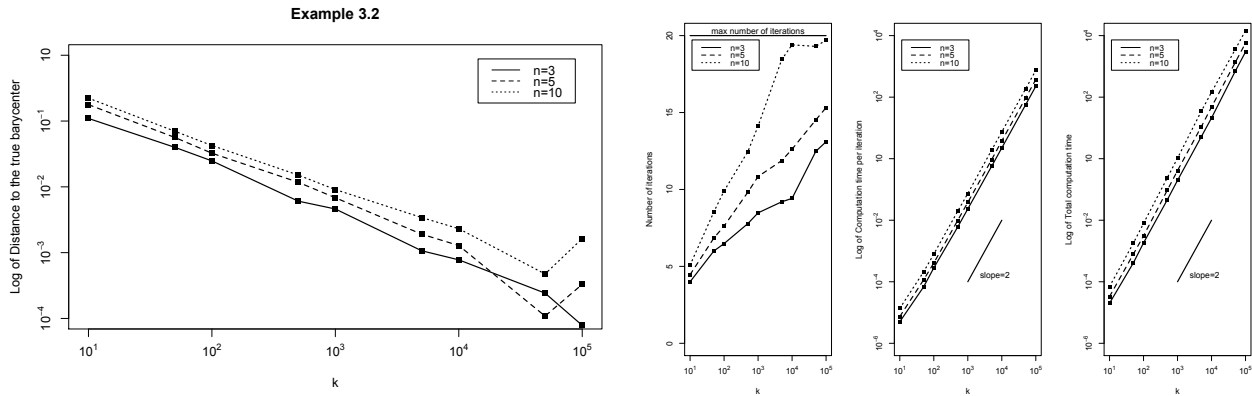 Example 3.2
Log of Distance to the true barycenter
10
10^-1
10^-2
10^-3
10^-4
n=3
n=5
n=10
10^1
10^2
10^3
10^4
10^5
k
Number of iterations
20
15
10
5
0
max number of iterations
n=3
n=5
n=10
10^1
10^2
10^3
10^4
10^5
k
Log of Computation time per iteration
10^4
10^2
10
10^-2
10^-4
10^-6
n=3
n=5
n=10
slope=2
10^1
10^2
10^3
10^4
10^5
k
Log of Total computation time
10^4
10^2
10
10^-2
10^-4
10^-6
n=3
n=5
n=10
slope=2
10^1
10^2
10^3
10^4
10^5
k